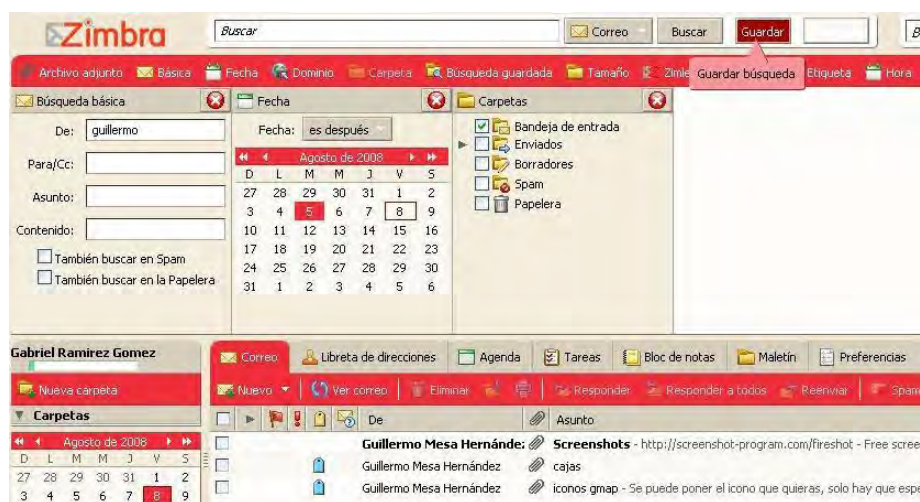 Zimbra
Buscar
Correo
Buscar
Guardar
Archivo adjunto Básica Fecha Dominio Carpeta Búsqueda guardada Tamaño Etiqueta Hora
Guardar búsqueda
Búsqueda básica
De: guillermo
Para/Cc:
Asunto:
Contenido:
También buscar en Spam
También buscar en la Papelera
Fecha
Fecha: es después
Agosto de 2008
D L M M J V S
27 28 29 30 31 1 2
3 4 5 6 7 8 9
10 11 12 13 14 15 16
17 18 19 20 21 22 23
24 25 26 27 28 29 30
31 1 2 3 4 5 6
Carpetas
Bandeja de entrada
Enviados
Borradores
Spam
Papelera
Gabriel Ramirez Gomez
Nueva carpeta
Carpetas
Agosto de 2008
D L M M J V S
27 28 29 30 31 1 2
3 4 5 6 7 8 9
Correo Libreta de direcciones Agenda Tareas Bloc de notas Maletín Preferencias
Nuevo Ver correo Eliminar Responder Responder a todos Reenviar Spam
De Asunto
Guillermo Mesa Hernánde: Screenshots - http://screenshot-program.com/fireshot - Free scree
Guillermo Mesa Hernández cajas
Guillermo Mesa Hernández iconos gmap - Se puede poner el icono que quieras, solo hay que esp